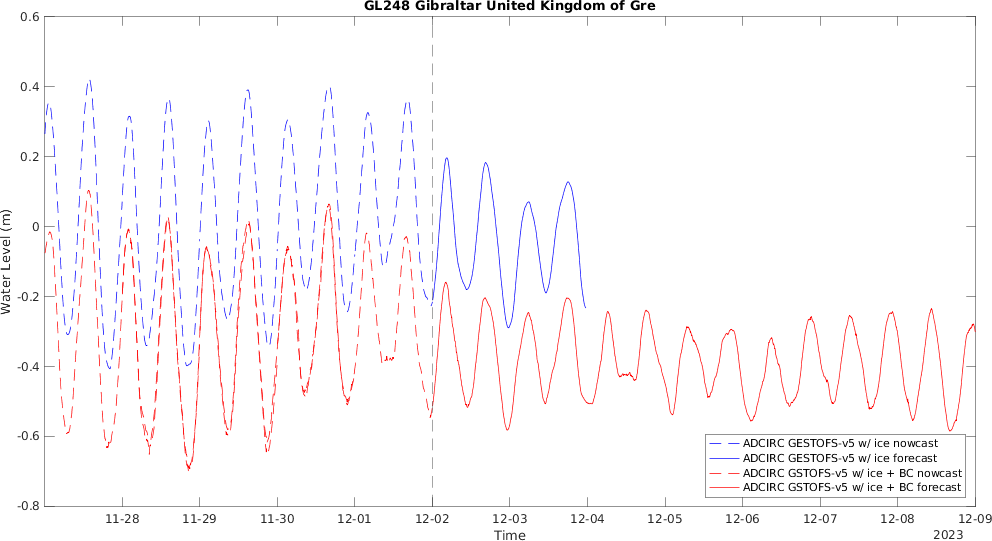 GL248 Gibraltar United Kingdom of Gre
Water Level (m)
0.6
0.4
0.2
0
-0.2
-0.4
-0.6
-0.8
ADCIRC GESTOFS-v5 w/ ice nowcast
ADCIRC GESTOFS-v5 w/ ice forecast
ADCIRC GSTOFS-v5 w/ ice + BC nowcast
ADCIRC GSTOFS-v5 w/ ice + BC forecast
11-28 11-29 11-30 12-01 12-02 12-03 12-04 12-05 12-06 12-07 12-08 12-09
Time
2023